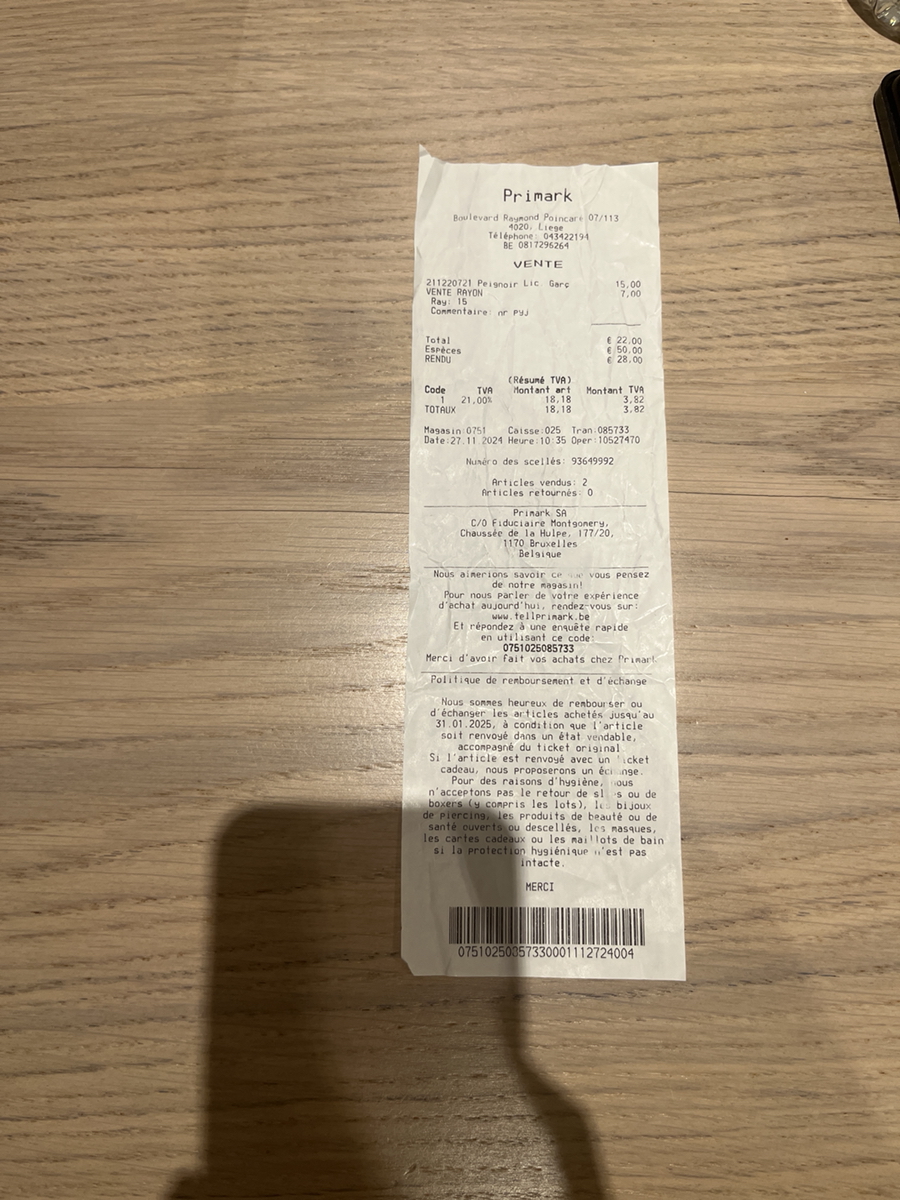 Primark
Boulevard Raymond Poincare 07/113
4020, Liege
Téléphone: 043422194
BE 0817296264
VENTE
211220721 Peignoir Lic. Garç 15,00
VENTE RAYON 7,00
Ray: 15
Commentaire: nr pyj
Total € 22,00
Espèces € 50,00
RENDU € 28,00
(Résumé TVA)
Code TVA Montant art Montant TVA
1 21,00% 18,18 3,82
TOTAUX 18,18 3,82
Magasin:0751 Caisse:025 Tran:085733
Date:27.11.2024 Heure:10:35 Oper:10527470
Numéro des scellés: 93649992
Articles vendus: 2
Articles retournés: 0
Primark SA
C/O Fiduciaire Montgomery,
Chaussée de la Hulpe, 177/20,
1170 Bruxelles
Belgique
Nous aimerions savoir ce vous pensez
de notre magasin!
Pour nous parler de votre expérience
d'achat aujourd'hui, rendez-vous sur:
www.tellprimark.be
Et répondez à une enquête rapide
en utilisant ce code:
0751025085733
Merci d'avoir fait vos achats chez Primark
Politique de remboursement et d'échange
Nous sommes heureux de rembourser ou
d'échanger les articles achetés jusqu'au
31.01.2025, à condition que l'article
soit renvoyé dans un état vendable,
accompagné du ticket original.
Si l'article est renvoyé avec un ticket
cadeau, nous proposerons un échange.
Pour des raisons d'hygiène, nous
n'acceptons pas le retour de slips ou de
boxers (y compris les lots), les bijoux
de piercing, les produits de beauté ou de
santé ouverts ou descellés, les masques,
les cartes cadeaux ou les maillots de bain
si la protection hygiénique n'est pas
intacte.
MERCI
07510250857330001112724004